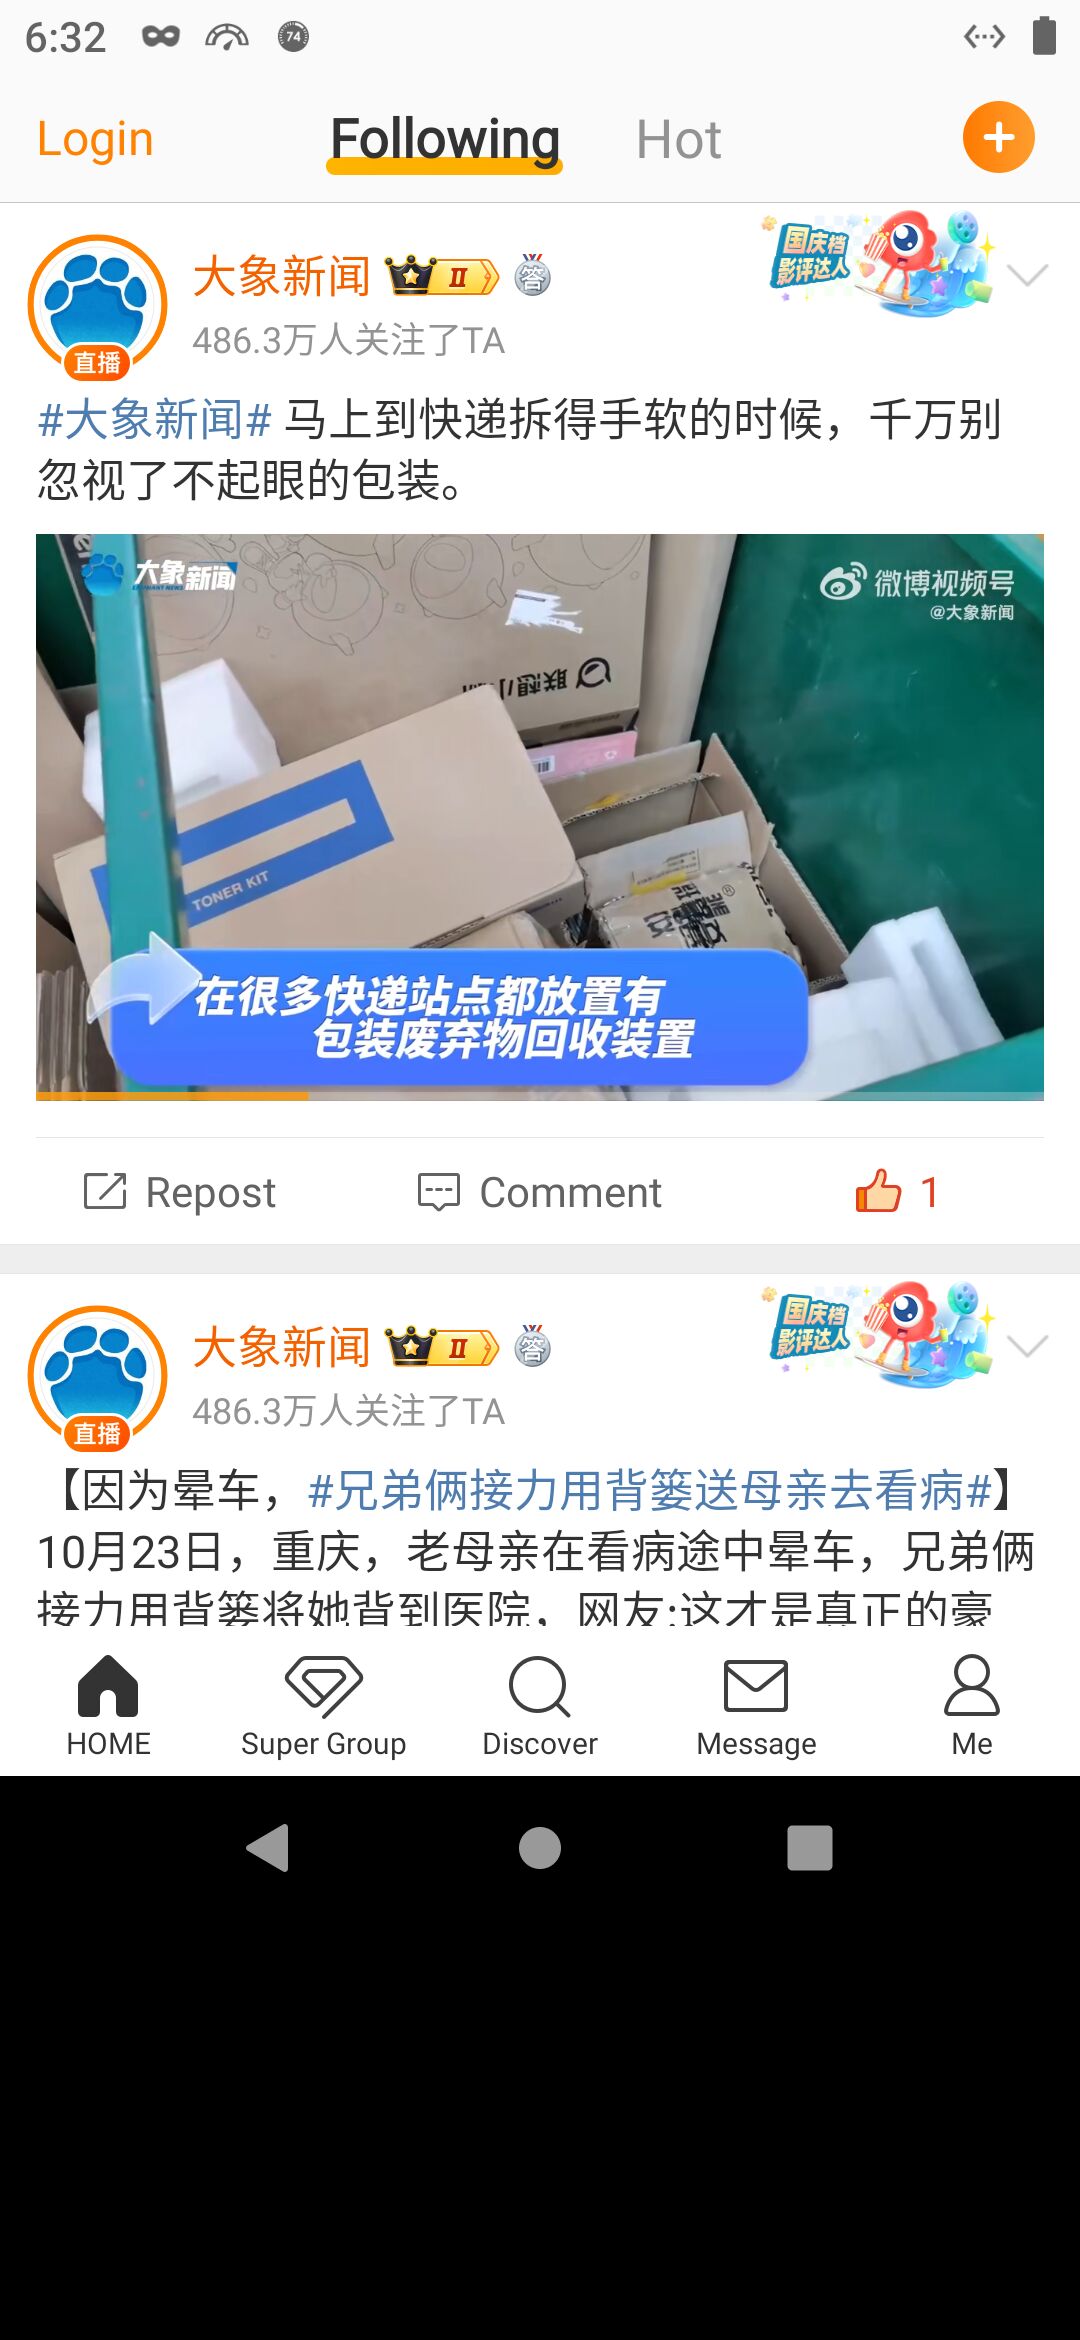 6:32
74
Login
Following
Hot
国庆档
影评达人
大象新闻
II
答
486.3万人关注了TA
直播
#大象新闻# 马上到快递拆得手软的时候，千万别
忽视了不起眼的包装。
大象新闻
ELEPHANT NEWS
微博视频号
@大象新闻
联想小新
TONER KIT
在很多快递站点都放置有
包装废弃物回收装置
Repost
Comment
1
国庆档
影评达人
大象新闻
II
答
486.3万人关注了TA
直播
【因为晕车，#兄弟俩接力用背篓送母亲去看病#】
10月23日，重庆，老母亲在看病途中晕车，兄弟俩
接力用背篓将她背到医院，网友:这才是真正的豪
HOME
Super Group
Discover
Message
Me